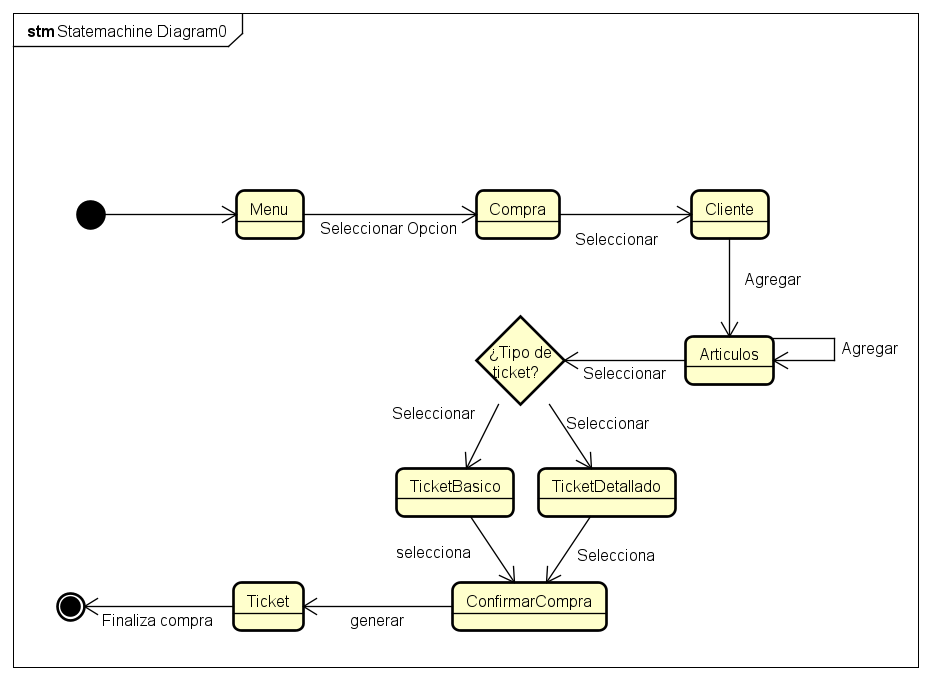 stm Statemachine Diagram0
Menu
Seleccionar Opcion
Compra
Seleccionar
Cliente
Agregar
Articulos
Agregar
Seleccionar
¿Tipo de
ticket?
Seleccionar
Seleccionar
TicketBasico
TicketDetallado
selecciona
Selecciona
ConfirmarCompra
generar
Ticket
Finaliza compra